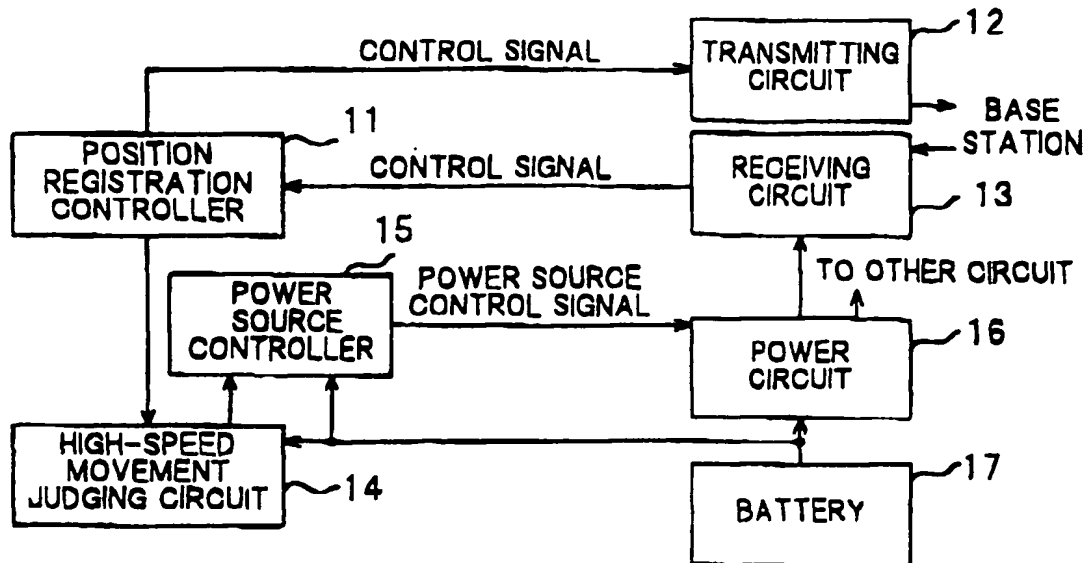 CONTROL SIGNAL
TRANSMITTING
CIRCUIT
12
BASE
STATION
11
POSITION
REGISTRATION
CONTROLLER
CONTROL SIGNAL
RECEIVING
CIRCUIT
13
15
POWER
SOURCE
CONTROLLER
POWER SOURCE
CONTROL SIGNAL
TO OTHER CIRCUIT
POWER
CIRCUIT
16
HIGH-SPEED
MOVEMENT
JUDGING CIRCUIT
14
BATTERY
17